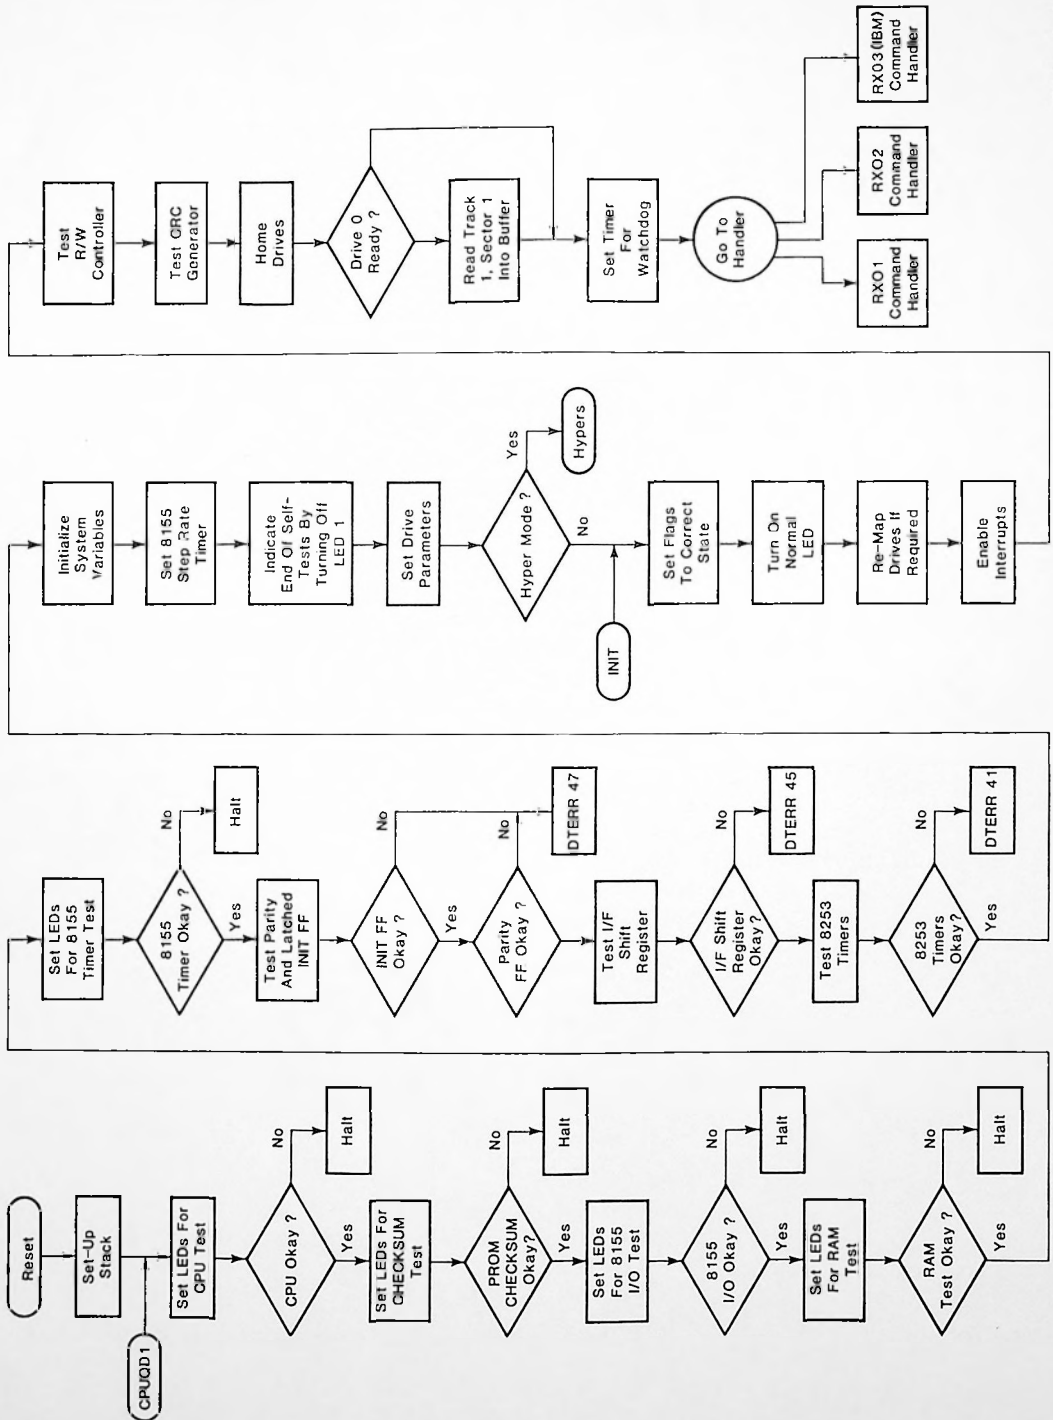 Reset
Set-Up
Stack
CPUQD1
Set LEDs For
CPU Test
CPU Okay ?
No
Halt
Yes
Set LEDs For
CHECKSUM
Test
PROM
CHECKSUM
Okay?
No
Halt
Yes
Set LEDs
For 8155
I/O Test
8155
I/O Okay ?
No
Halt
Yes
Set LEDs
For RAM
Test
RAM
Test Okay ?
No
Halt
Yes
Set LEDs
For 8155
Timer Test
8155
Timer Okay ?
No
Halt
Yes
Test Parity
And Latched
INIT FF
INIT FF
Okay ?
No
Yes
Parity
FF Okay ?
No
DTERR 47
Test I/F
Shift
Register
I/F Shift
Register
Okay?
No
DTERR 45
Test 8253
Timers
8253
Timers
Okay?
No
DTERR 41
Yes
Initialize
System
Variables
Set 8155
Step Rate
Timer
Indicate
End Of Self-
Tests By
Turning Off
LED 1
Set Drive
Parameters
Hyper Mode ?
Yes
Hypers
No
INIT
Set Flags
To Correct
State
Turn On
Normal
LED
Re-Map
Drives If
Required
Enable
Interrupts
Test
R/W
Controller
Test CRC
Generator
Home
Drives
Drive 0
Ready ?
Read Track
1, Sector 1
Into Buffer
Set Timer
For
Watchdog
Go To
Handler
RX01
Command
Handler
RX02
Command
Handler
RX03 (IBM)
Command
Handler